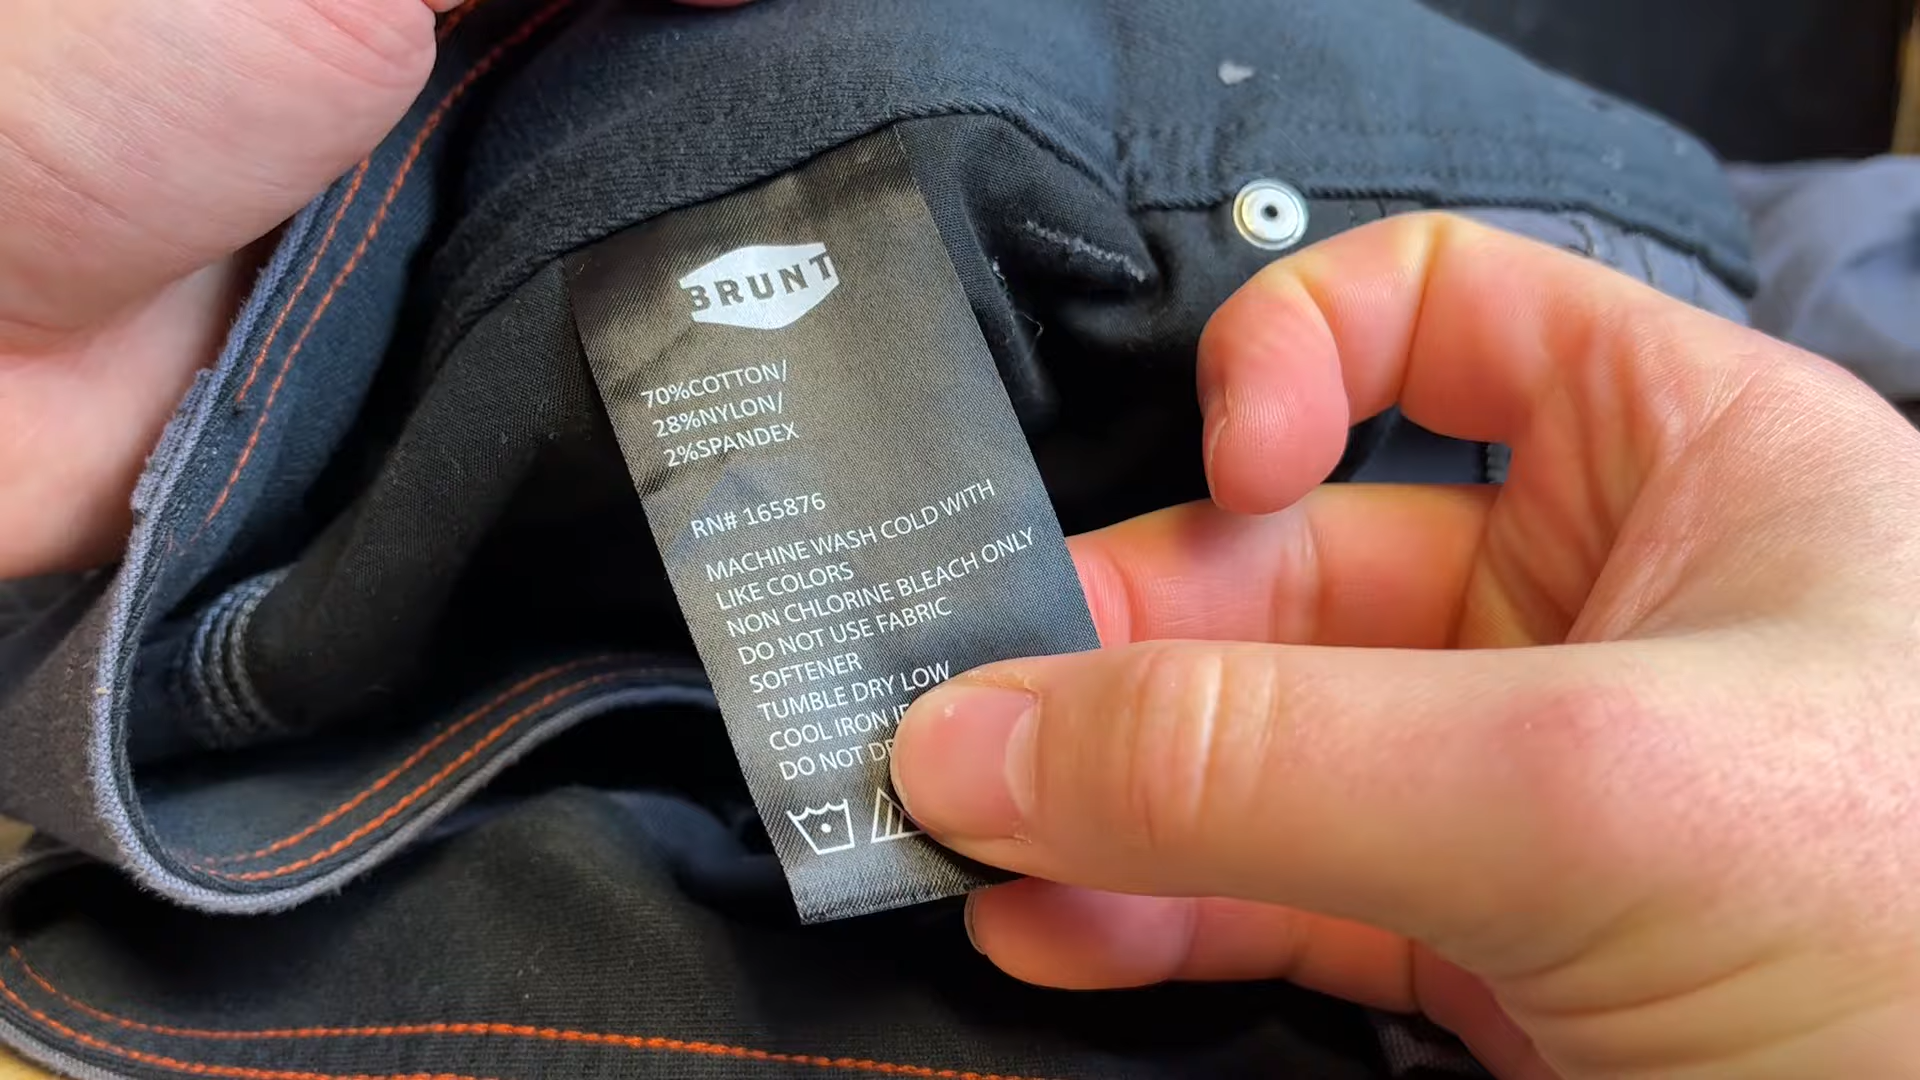 BRUNT
70%COTTON/
28%NYLON/
2%SPANDEX
RN# 165876
MACHINE WASH COLD WITH
LIKE COLORS
NON CHLORINE BLEACH ONLY
DO NOT USE FABRIC
SOFTENER
TUMBLE DRY LOW
COOL IRON
DO NOT